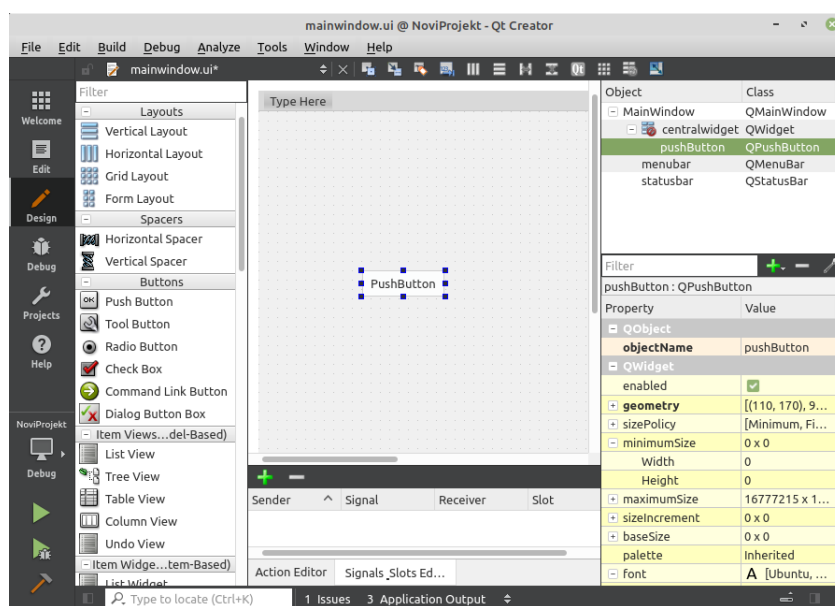 mainwindow.ui @ NoviProjekt - Qt Creator
File Edit Build Debug Analyze Tools Window Help
mainwindow.ui*
Welcome
Edit
Design
Debug
Projects
Help
NoviProjekt
Debug
Filter
Layouts
Vertical Layout
Horizontal Layout
Grid Layout
Form Layout
Spacers
Horizontal Spacer
Vertical Spacer
Buttons
OK Push Button
Tool Button
Radio Button
Check Box
Command Link Button
Dialog Button Box
Item Views...del-Based)
List View
Tree View
Table View
Column View
Undo View
Item Widge...tem-Based)
List Widget
Type Here
PushButton
Sender Signal Receiver Slot
Action Editor Signals_Slots Ed...
Object Class
MainWindow QMainWindow
centralwidget QWidget
pushButton QPushButton
menubar QMenuBar
statusbar QStatusBar
Filter
pushButton : QPushButton
Property Value
QObject
objectName pushButton
QWidget
enabled
geometry [(110, 170), 9...
sizePolicy [Minimum, Fi...
minimumSize 0 x 0
Width 0
Height 0
maximumSize 16777215 x 1...
sizeIncrement 0 x 0
baseSize 0 x 0
palette Inherited
font A [Ubuntu, ...
Type to locate (Ctrl+K) 1 Issues 3 Application Output